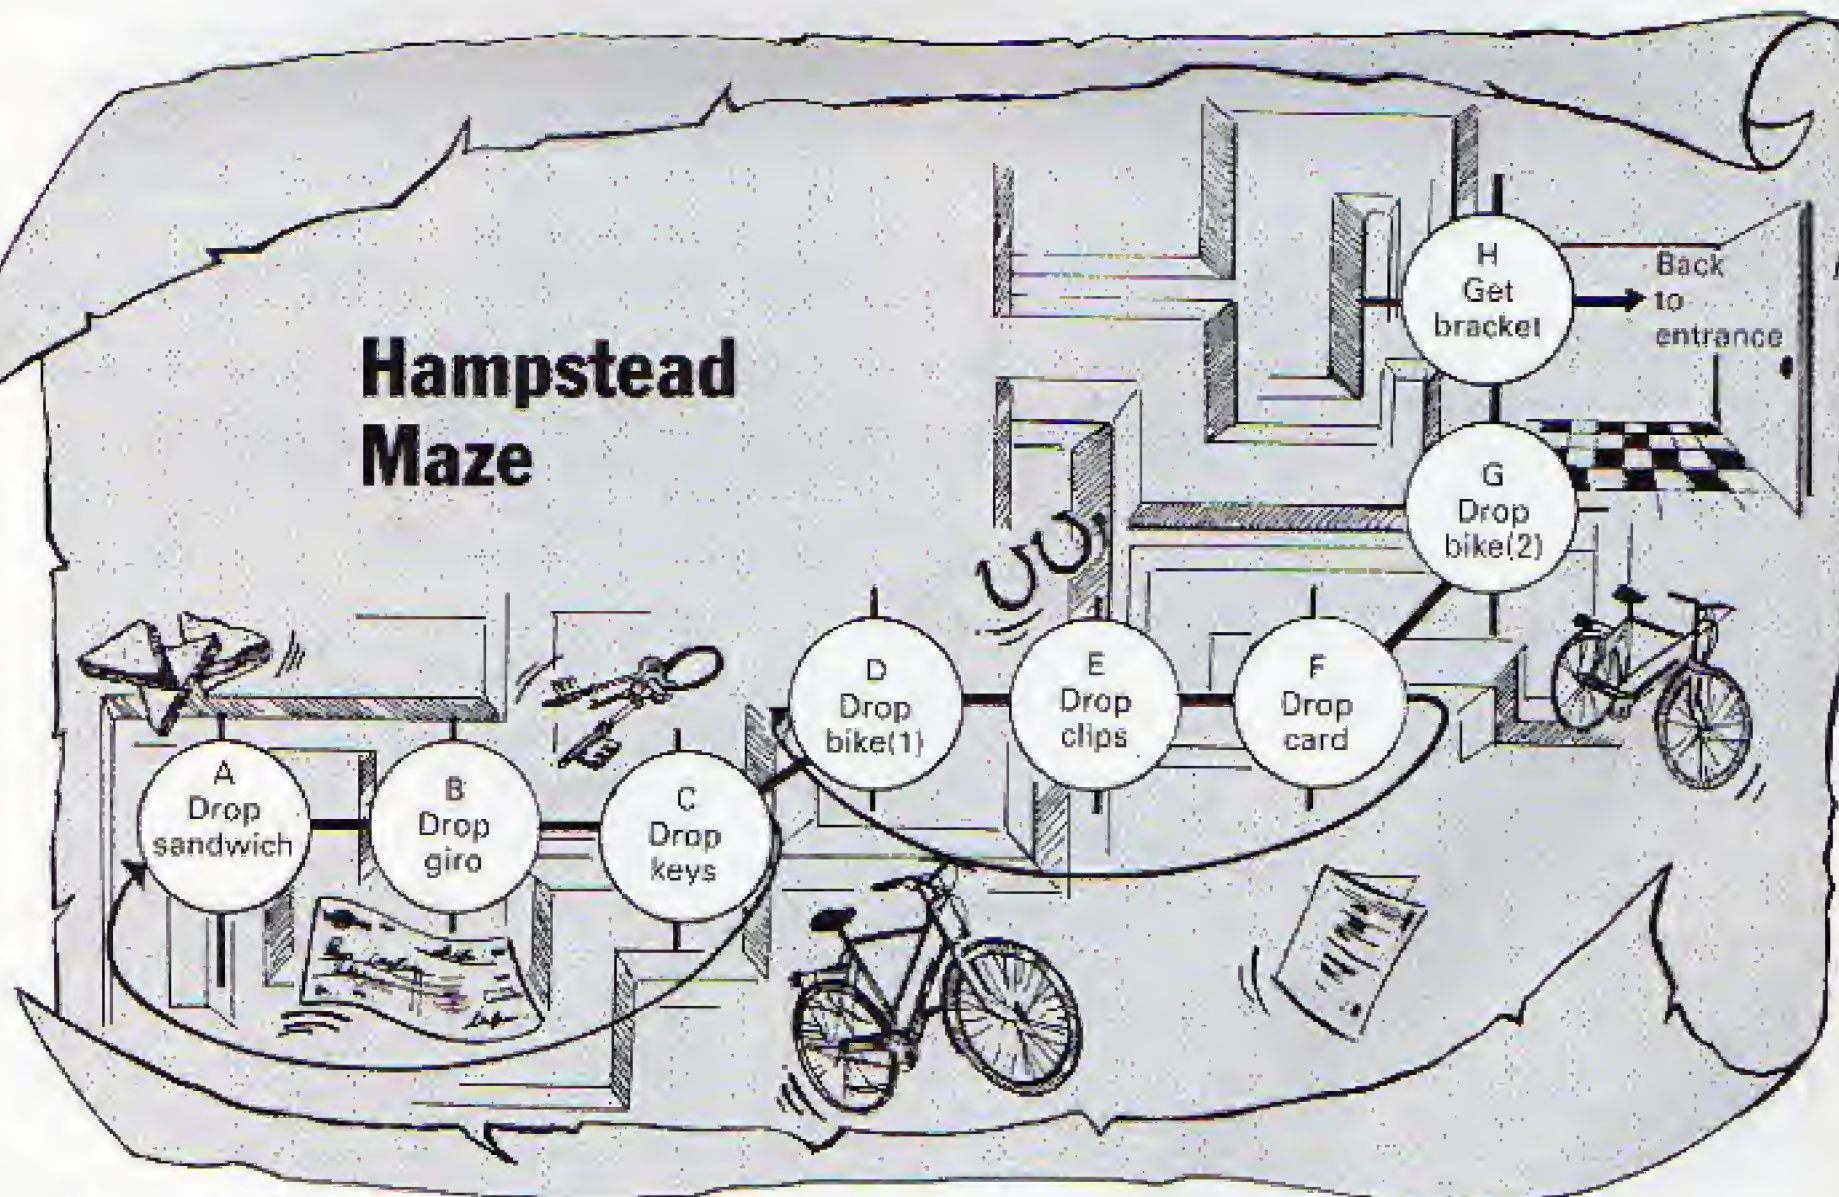 Hampstead
Maze
A
Drop
sandwich
B
Drop
giro
C
Drop
keys
D
Drop
bike(1)
E
Drop
clips
F
Drop
card
G
Drop
bike(2)
H
Get
bracket
Back
to
entrance